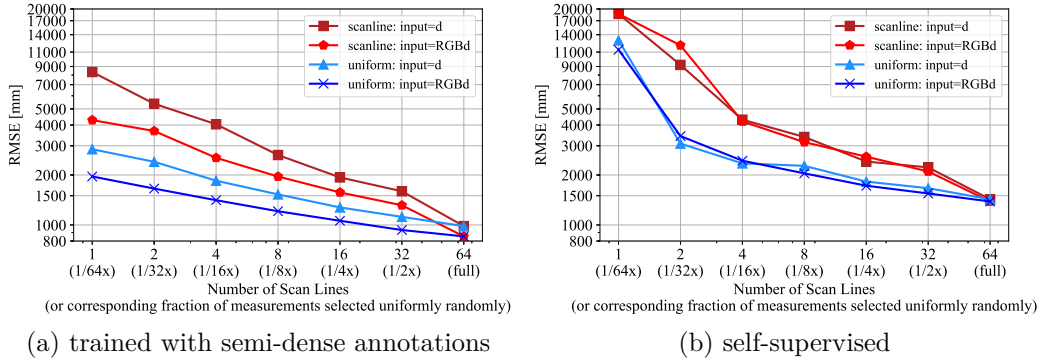 20000
17000
14000
11000
9000
7000
5000
4000
3000
2000
1500
1000
800
RMSE [mm]
scanline: input=d
scanline: input=RGBd
uniform: input=d
uniform: input=RGBd
1 2 4 8 16 32 64
(1/64x) (1/32x) (1/16x) (1/8x) (1/4x) (1/2x) (full)
Number of Scan Lines
(or corresponding fraction of measurements selected uniformly randomly)
(a) trained with semi-dense annotations
20000
17000
14000
11000
9000
7000
5000
4000
3000
2000
1500
1000
800
RMSE [mm]
scanline: input=d
scanline: input=RGBd
uniform: input=d
uniform: input=RGBd
1 2 4 8 16 32 64
(1/64x) (1/32x) (1/16x) (1/8x) (1/4x) (1/2x) (full)
Number of Scan Lines
(or corresponding fraction of measurements selected uniformly randomly)
(b) self-supervised